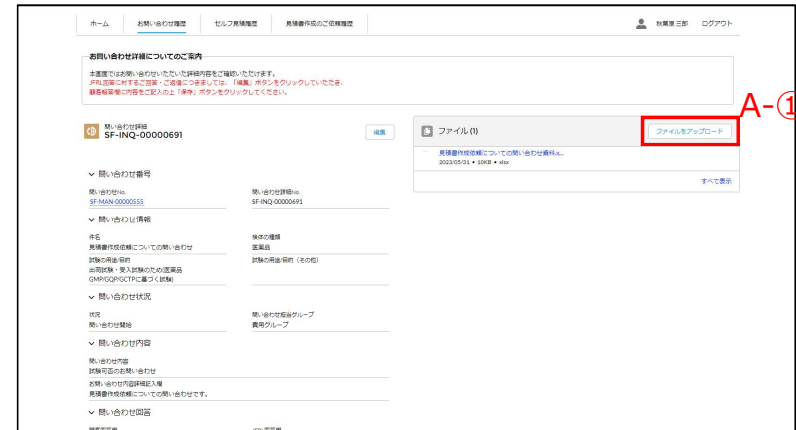 ホーム お問い合わせ履歴 セルフ見積履歴 見積書作成のご依頼履歴 秋葉原 三郎 ログアウト
お問い合わせ詳細についてのご案内
本画面ではお問い合わせいただいた詳細内容をご確認いただけます。
JFRL回答に対するご回答・ご返信につきましては、「編集」ボタンをクリックしていただき、
顧客回答欄に内容をご記入の上「保存」ボタンをクリックしてください。
A-①
問い合わせ詳細
SF-INQ-00000691
編集
ファイル (1)
ファイルをアップロード
見積書作成依頼についての問い合わせ資料.x...
2023/05/31 • 10KB • xlsx
すべて表示
問い合わせ番号
問い合わせNo. 問い合わせ詳細No.
SF-MAN-00000555 SF-INQ-00000691
問い合わせ情報
件名 検体の種類
見積書作成依頼についての問い合わせ 医薬品
試験の用途/目的 試験の用途/目的（その他）
出荷試験・受入試験のため(医薬品
GMP/GQP/GCTPに基づく試験)
問い合わせ状況
状況 問い合わせ担当グループ
問い合わせ開始 費用グループ
問い合わせ内容
問い合わせ内容
試験可否のお問い合わせ
お問い合わせ内容詳細記入欄
見積書作成依頼についての問い合わせです。
問い合わせ回答